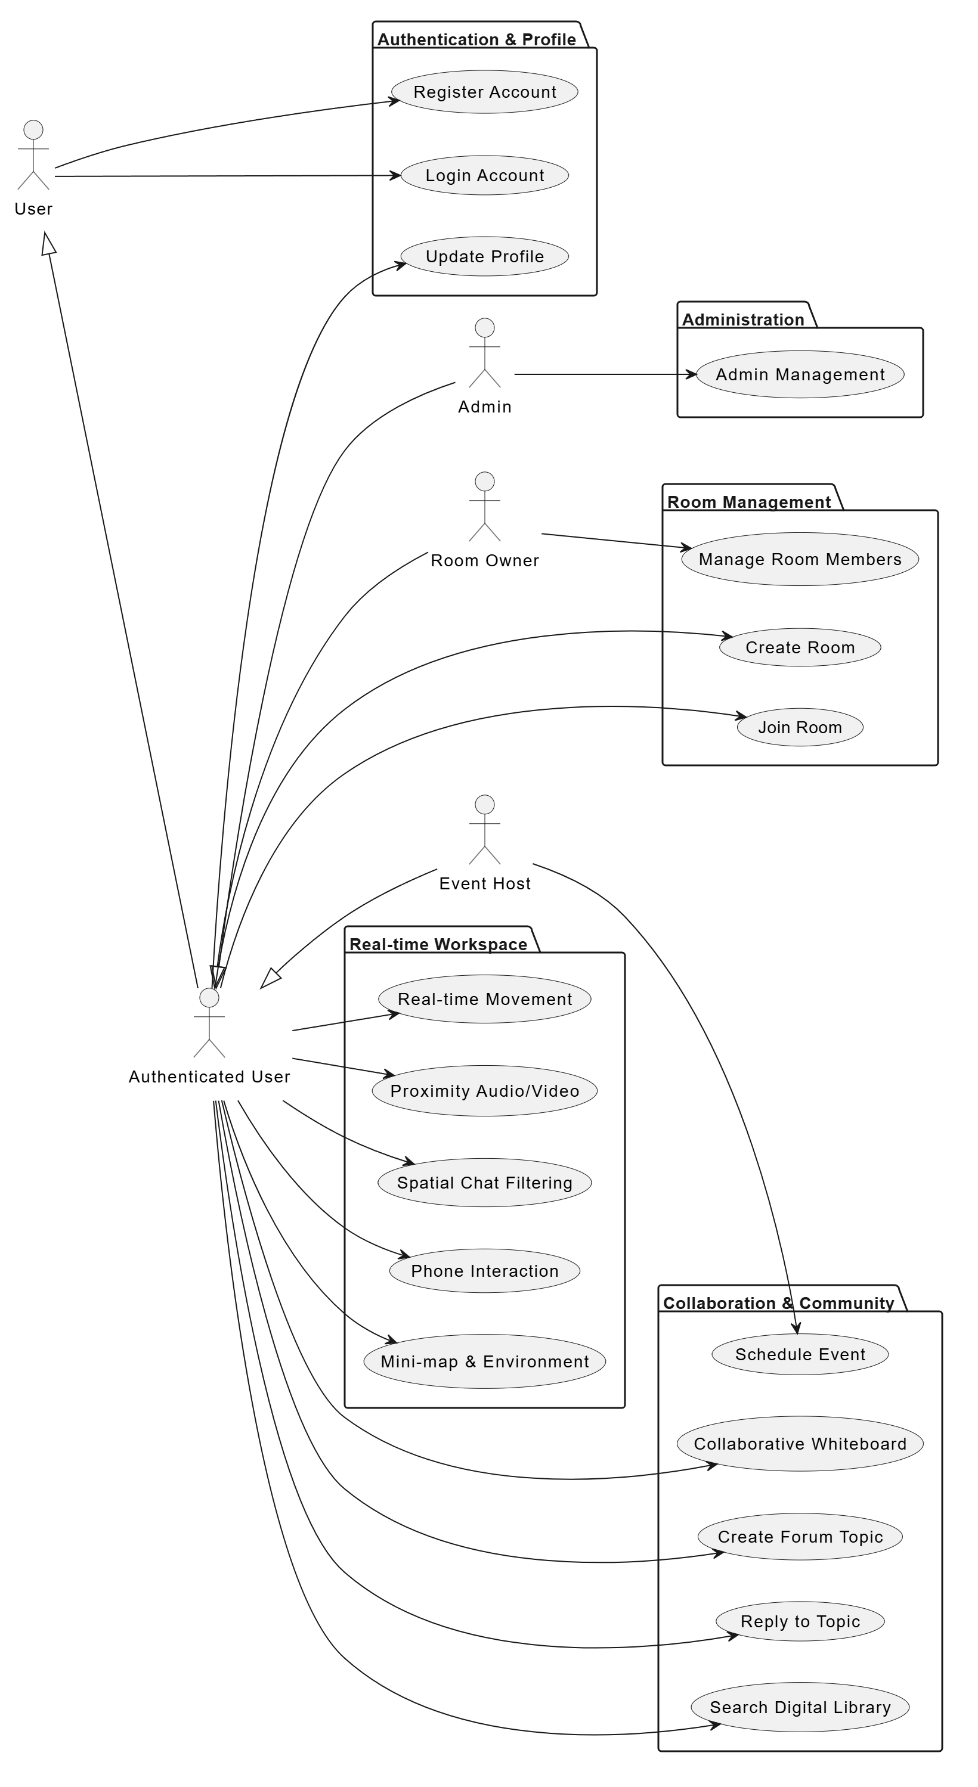 Authentication & Profile
Register Account
Login Account
User
Update Profile
Administration
Admin Management
Admin
Room Management
Manage Room Members
Room Owner
Create Room
Join Room
Event Host
Real-time Workspace
Real-time Movement
Authenticated User
Proximity Audio/Video
Spatial Chat Filtering
Phone Interaction
Mini-map & Environment
Collaboration & Community
Schedule Event
Collaborative Whiteboard
Create Forum Topic
Reply to Topic
Search Digital Library